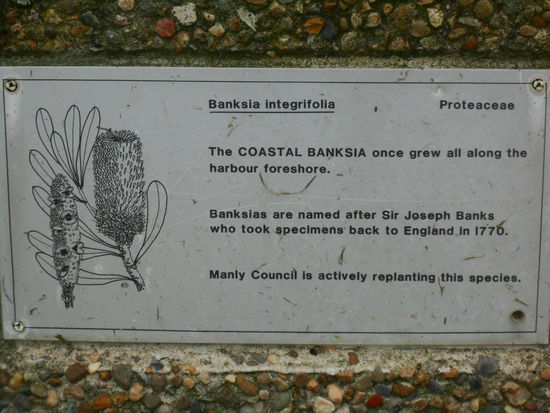 Banksia integrifolia Proteaceae
The COASTAL BANKSIA once grew all along the
harbour foreshore.
Banksias are named after Sir Joseph Banks
who took specimens back to England in 1770.
Manly Council is actively replanting this species.